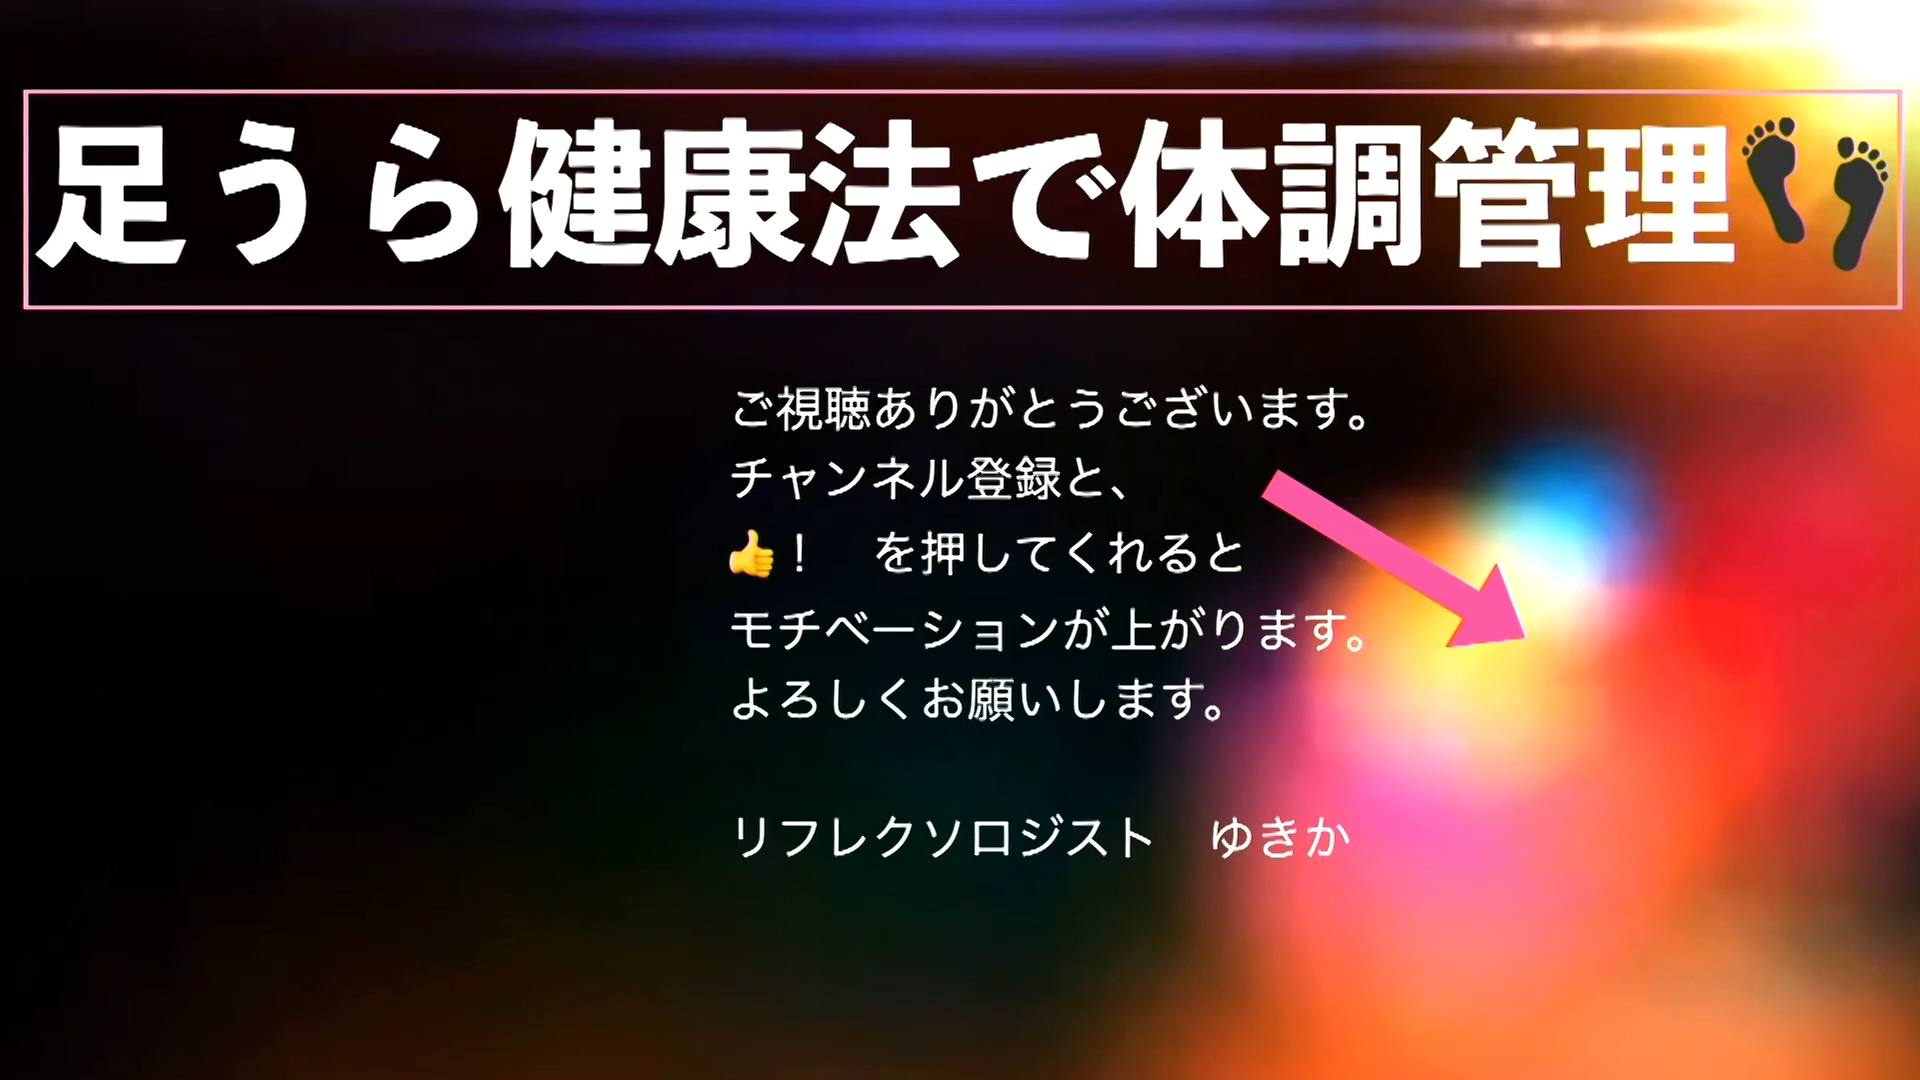 足うら健康法で体調管理👣
ご視聴ありがとうございます。
チャンネル登録と、
👍！　を押してくれると
モチベーションが上がります。
よろしくお願いします。
リフレクソロジスト　ゆきか